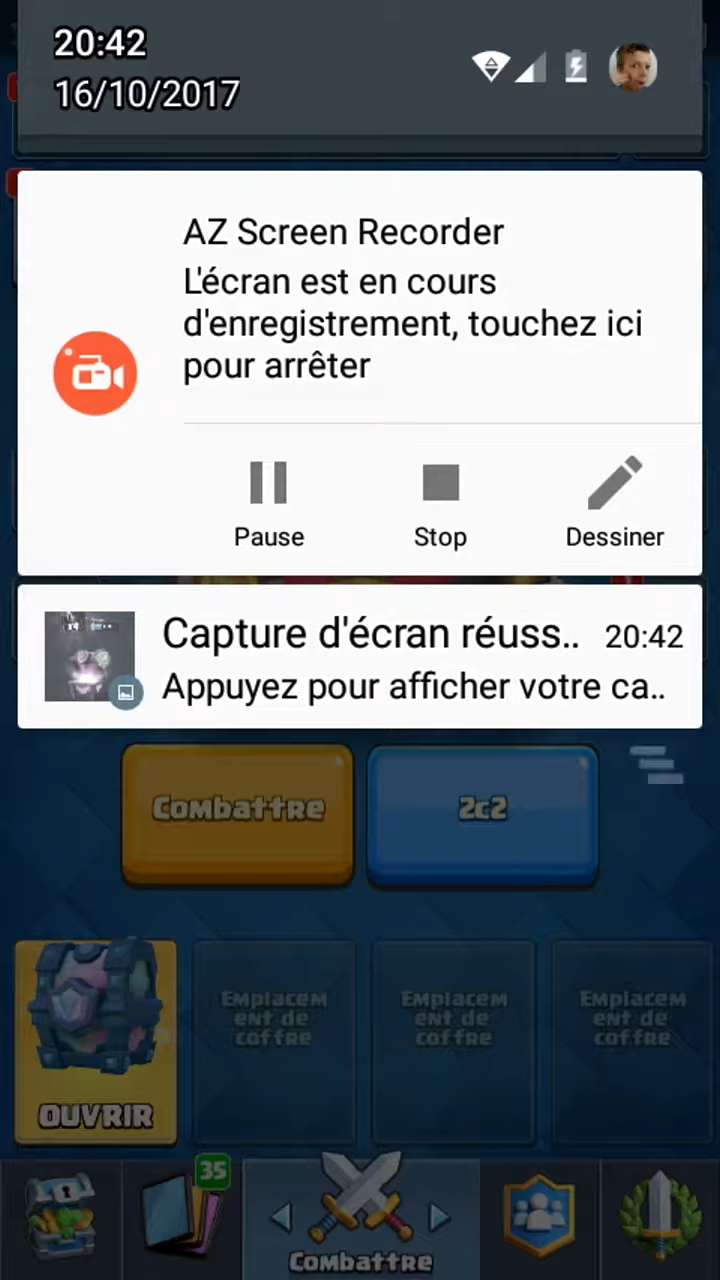 20:42
16/10/2017
AZ Screen Recorder
L'écran est en cours
d'enregistrement, touchez ici
pour arrêter
Pause
Stop
Dessiner
Capture d'écran réuss..
20:42
Appuyez pour afficher votre ca..
Combattre
2c2
Emplacem
ent de
coffre
Emplacem
ent de
coffre
Emplacem
ent de
coffre
OUVRIR
35
Combattre